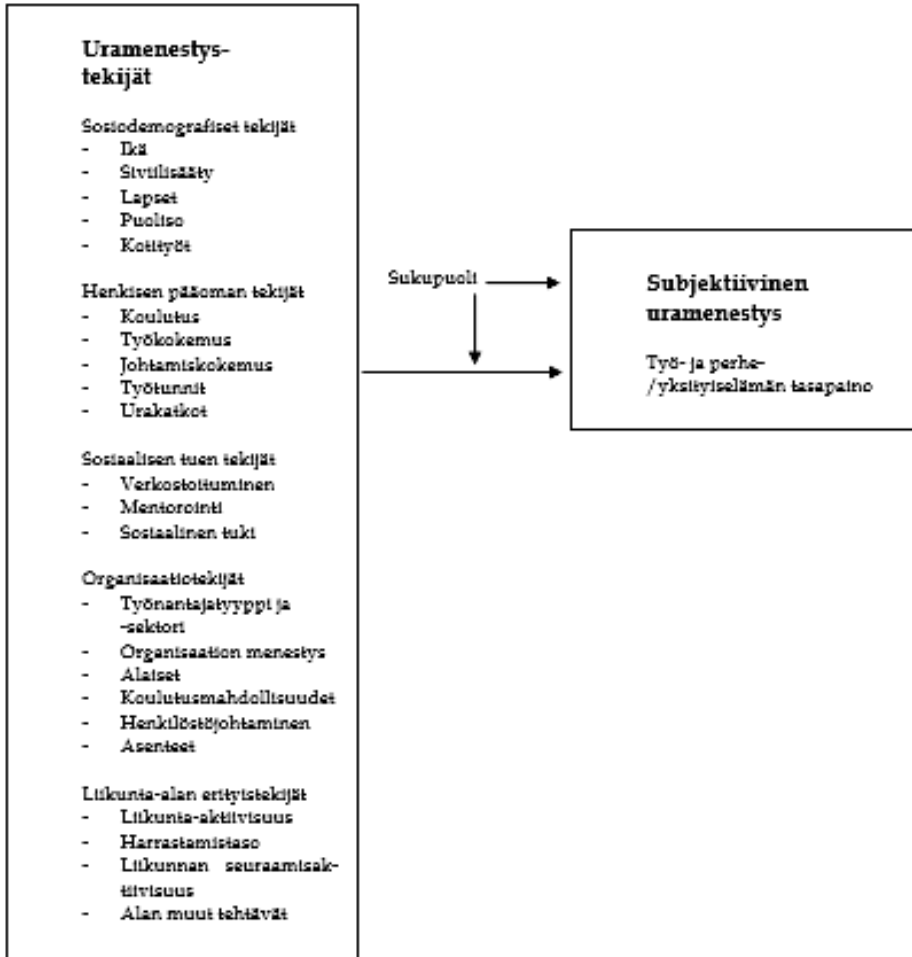 Uramenestys-
tekijät
Sosiodemografiset tekijät
- Ikä
- Siviilisääty
- Lapset
- Puoliso
- Kotityöt
Henkisen pääoman tekijät
- Koulutus
- Työkokemus
- Johtamiskokemus
- Työtunnit
- Urakatkot
Sosiaalisen tuen tekijät
- Verkostoituminen
- Mentorointi
- Sosiaalinen tuki
Organisaatiotekijät
- Työnantajatyyppi ja
-sektori
- Organisaation menestys
- Alaiset
- Koulutusmahdollisuudet
- Henkilöstöjohtaminen
- Asenteet
Liikunta-alan erityistekijät
- Liikunta-aktiivisuus
- Harrastamistaso
- Liikunnan seuraamisak-
tiivisuus
- Alan muut tehtävät
Sukupuoli
Subjektiivinen
uramenestys
Työ- ja perhe-
/yksityiselämän tasapaino